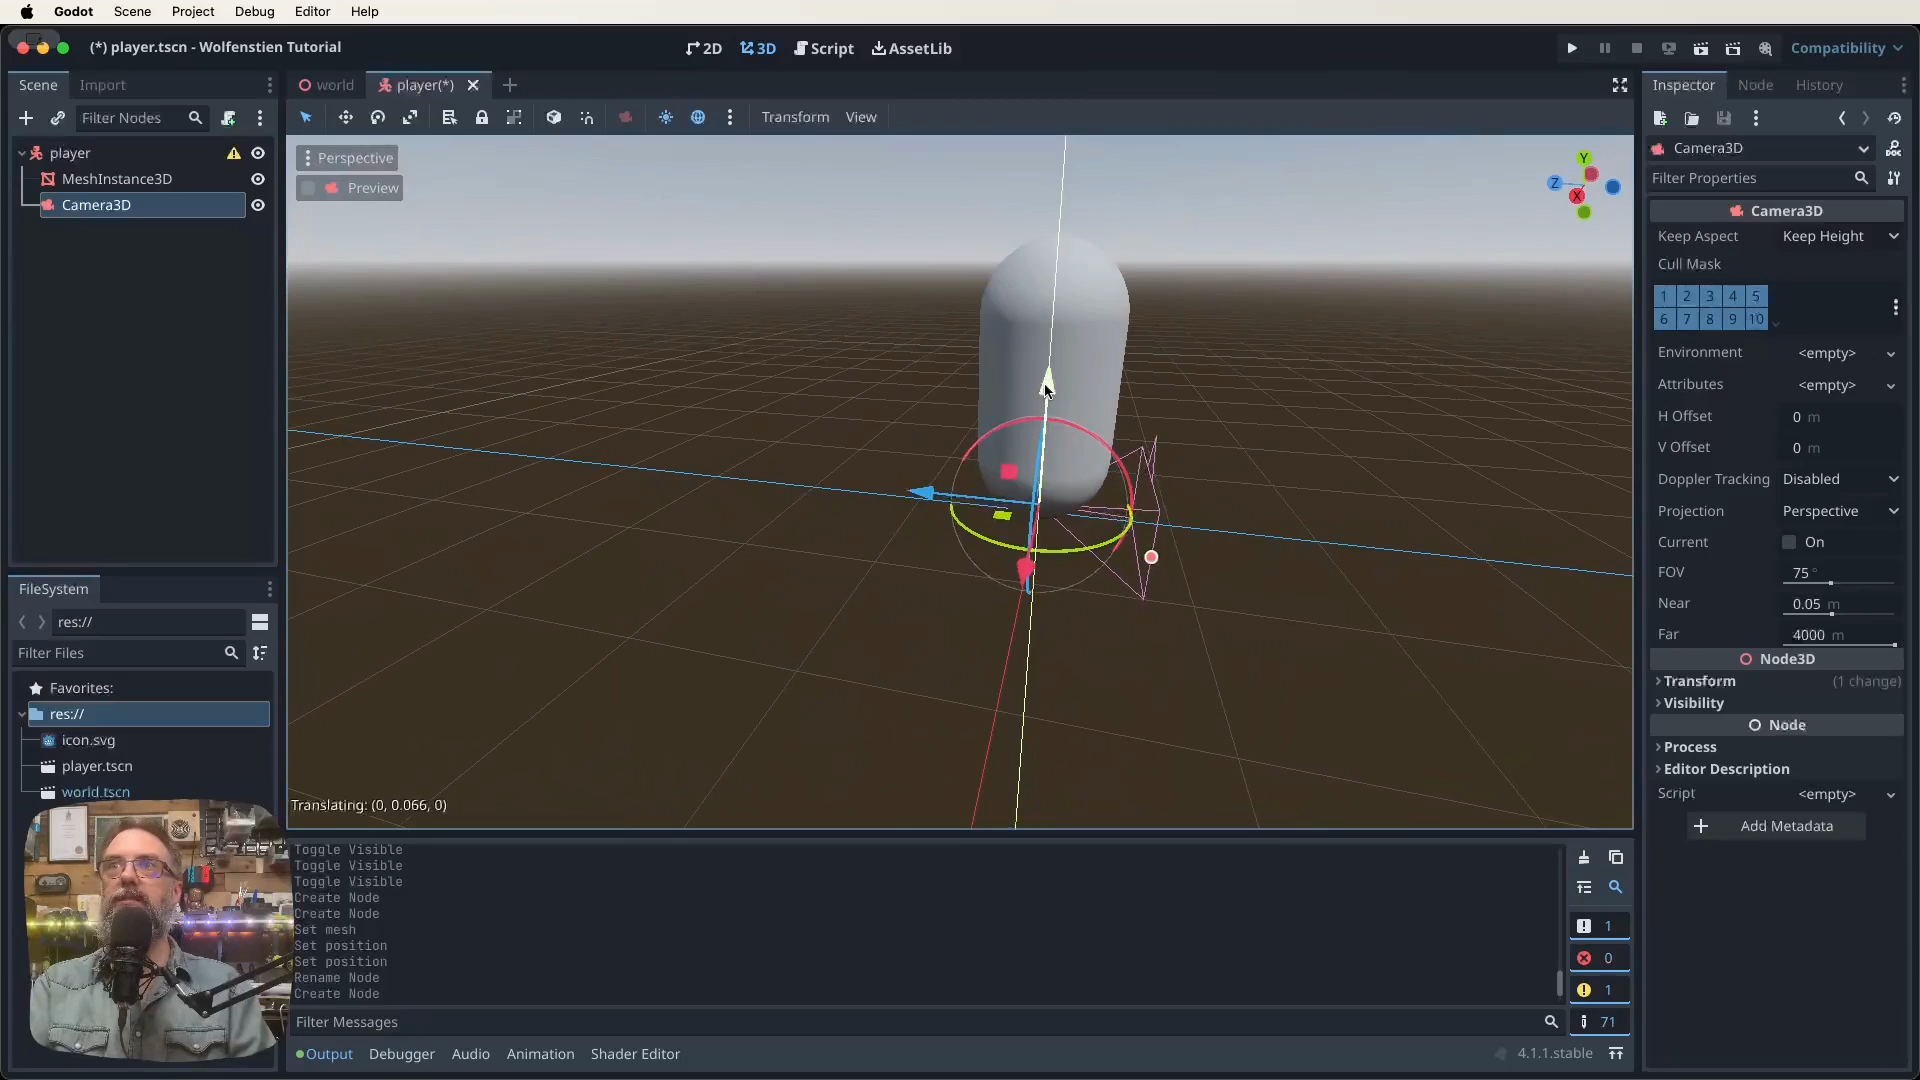 Godot Scene Project Debug Editor Help
(*) player.tscn - Wolfenstien Tutorial
2D 3D Script AssetLib
Compatibility
Scene Import
world player(*)
Inspector Node History
Filter Nodes
Transform View
player
MeshInstance3D
Camera3D
Perspective
Preview
Y
Z
X
Translating: (0, 0.066, 0)
Camera3D
Filter Properties
Camera3D
Keep Aspect Keep Height
Cull Mask
1 2 3 4 5
6 7 8 9 10
Environment <empty>
Attributes <empty>
H Offset 0 m
V Offset 0 m
Doppler Tracking Disabled
Projection Perspective
Current On
FOV 75 °
Near 0.05 m
Far 4000 m
Node3D
Transform (1 change)
Visibility
Node
Process
Editor Description
Script <empty>
Add Metadata
FileSystem
res://
Filter Files
Favorites:
res://
icon.svg
player.tscn
world.tscn
Toggle Visible
Toggle Visible
Toggle Visible
Create Node
Create Node
Set mesh
Set position
Set position
Rename Node
Create Node
1
0
1
71
Filter Messages
Output Debugger Audio Animation Shader Editor
4.1.1.stable